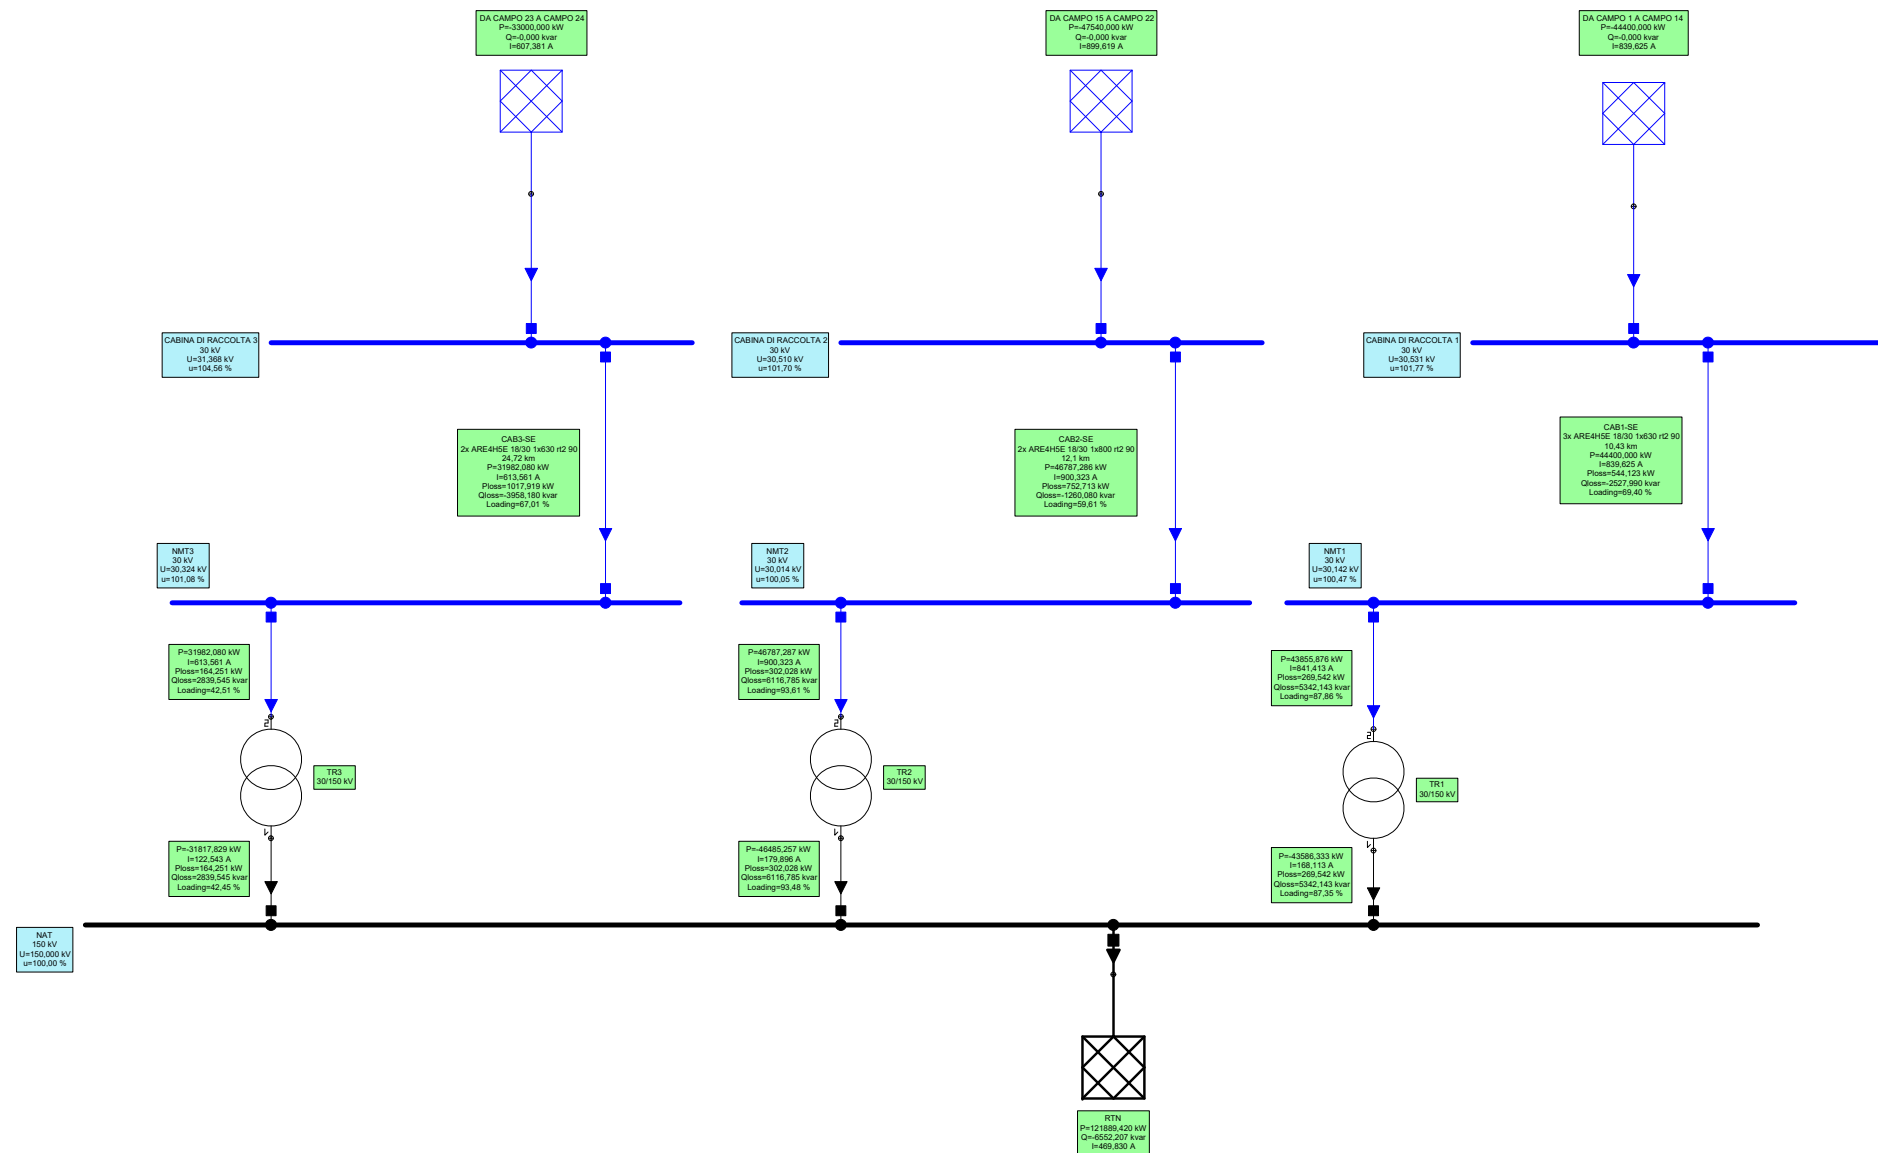 DA CAMPO 23 A CAMPO 24
P=-33000,000 kW
Q=-0,000 kvar
I=607,381 A
DA CAMPO 15 A CAMPO 22
P=-47540,000 kW
Q=-0,000 kvar
I=899,619 A
DA CAMPO 1 A CAMPO 14
P=-44400,000 kW
Q=-0,000 kvar
I=839,625 A
CABINA DI RACCOLTA 3
30 kV
U=31,368 kV
u=104,56 %
CABINA DI RACCOLTA 2
30 kV
U=30,510 kV
u=101,70 %
CABINA DI RACCOLTA 1
30 kV
U=30,531 kV
u=101,77 %
CAB3-SE
2x ARE4H5E 18/30 1x630 rt2 90
24,72 km
P=31982,080 kW
I=613,561 A
Ploss=1017,919 kW
Qloss=-3958,180 kvar
Loading=67,01 %
CAB2-SE
2x ARE4H5E 18/30 1x800 rt2 90
12,1 km
P=46787,286 kW
I=900,323 A
Ploss=752,713 kW
Qloss=-1260,080 kvar
Loading=59,61 %
CAB1-SE
3x ARE4H5E 18/30 1x630 rt2 90
10,43 km
P=44400,000 kW
I=839,625 A
Ploss=544,123 kW
Qloss=-2527,990 kvar
Loading=69,40 %
NMT3
30 kV
U=30,324 kV
u=101,08 %
NMT2
30 kV
U=30,014 kV
u=100,05 %
NMT1
30 kV
U=30,142 kV
u=100,47 %
P=31982,080 kW
I=613,561 A
Ploss=164,251 kW
Qloss=2839,545 kvar
Loading=42,51 %
P=46787,287 kW
I=900,323 A
Ploss=302,028 kW
Qloss=6116,785 kvar
Loading=93,61 %
P=43855,876 kW
I=841,413 A
Ploss=269,542 kW
Qloss=5342,143 kvar
Loading=87,86 %
2
2
2
TR3
30/150 kV
TR2
30/150 kV
TR1
30/150 kV
1
1
1
P=-31817,829 kW
I=122,543 A
Ploss=164,251 kW
Qloss=2839,545 kvar
Loading=42,45 %
P=-46485,257 kW
I=179,896 A
Ploss=302,028 kW
Qloss=6116,785 kvar
Loading=93,48 %
P=-43586,333 kW
I=168,113 A
Ploss=269,542 kW
Qloss=5342,143 kvar
Loading=87,35 %
NAT
150 kV
U=150,000 kV
u=100,00 %
RTN
P=121889,420 kW
Q=-6552,207 kvar
I=469,830 A